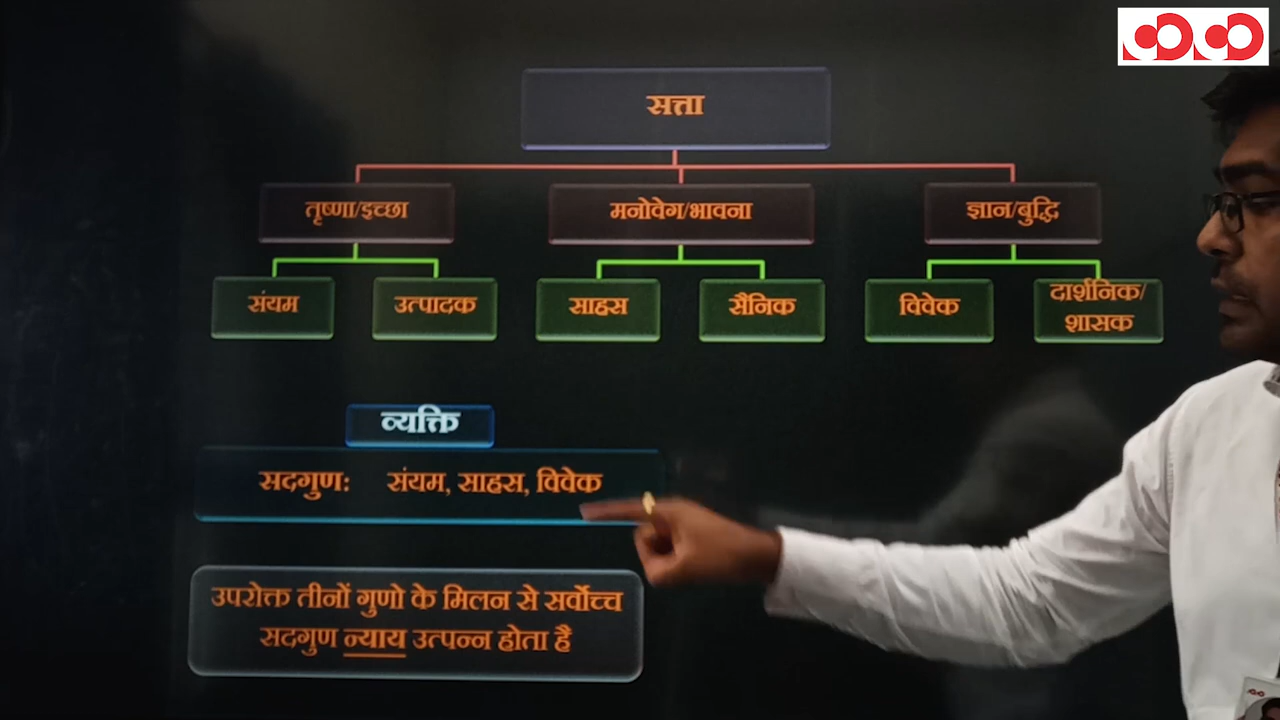 सत्ता
तृष्णा/इच्छा
मनोवेग/भावना
ज्ञान/बुद्धि
संयम
उत्पादक
साहस
सैनिक
विवेक
दार्शनिक/
शासक
व्यक्ति
सदगुण: संयम, साहस, विवेक
उपरोक्त तीनों गुणो के मिलन से सर्वोच्च
सदगुण न्याय उत्पन्न होता है